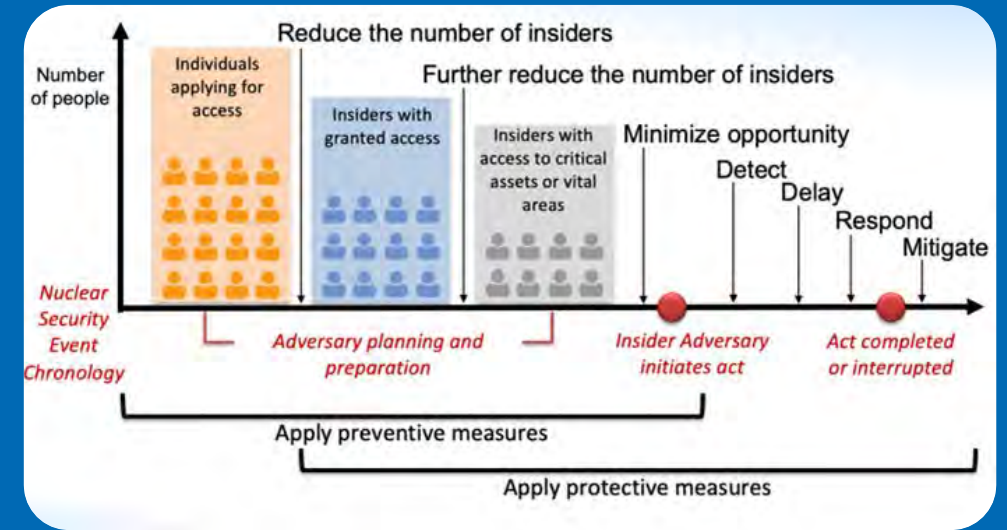 Reduce the number of insiders
Number
of people
Individuals
applying for
access
Further reduce the number of insiders
Insiders with
granted access
Insiders with
access to critical
assets or vital
areas
Minimize opportunity
Detect
Delay
Respond
Mitigate
Nuclear
Security
Event
Chronology
Adversary planning and
preparation
Insider Adversary
initiates act
Act completed
or interrupted
Apply preventive measures
Apply protective measures